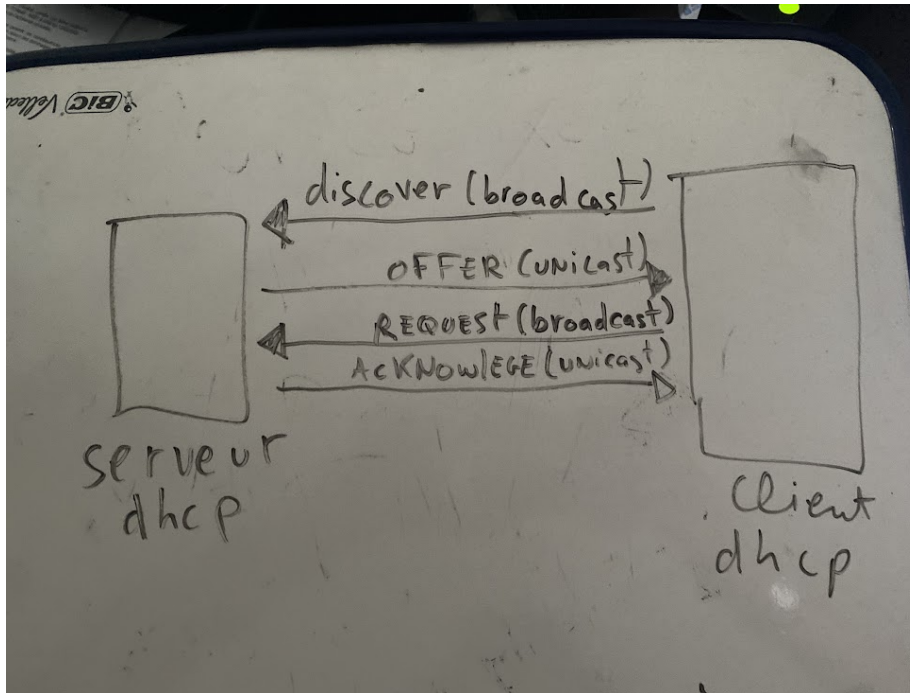 BIC Velleda
discover (broadcast)
OFFER (UNicast)
REQUEST (broadcast)
AcKNOWlEGE (UNicast)
serveur
dhcp
Client
dhcp